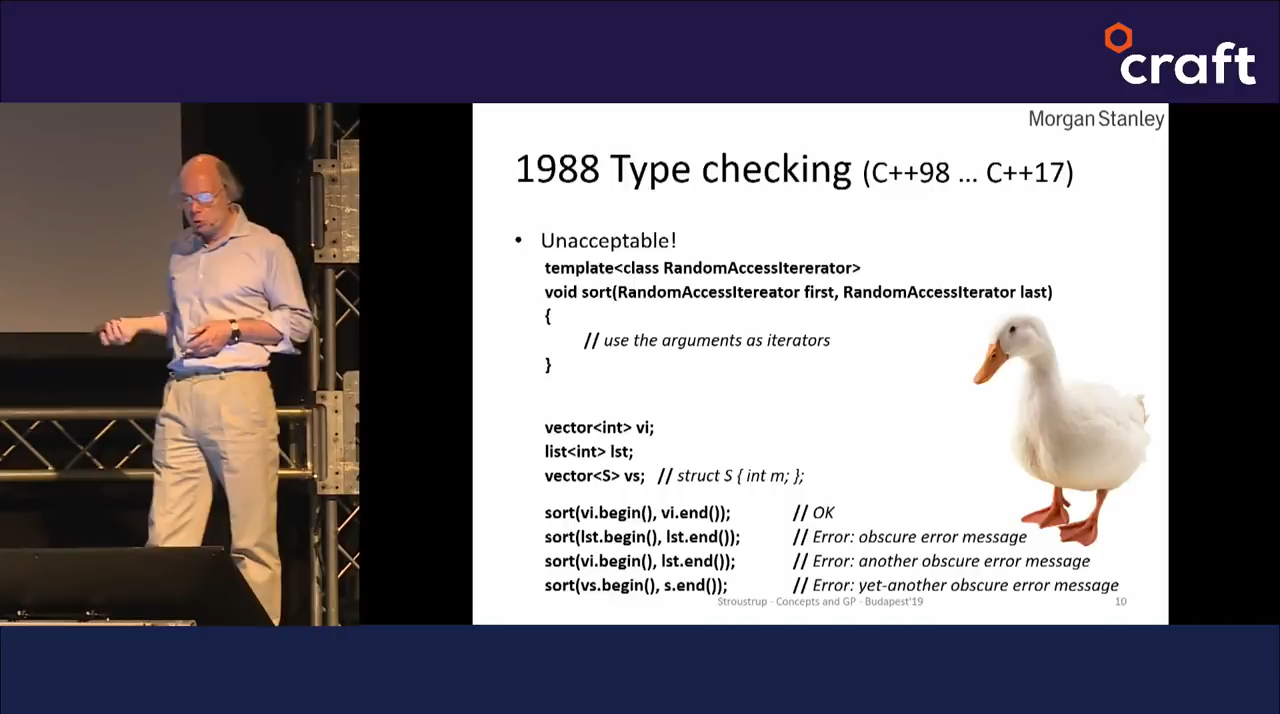 craft
Morgan Stanley
1988 Type checking (C++98 ... C++17)
• Unacceptable!
template<class RandomAccessItererator>
void sort(RandomAccessItereator first, RandomAccessIterator last)
{
// use the arguments as iterators
}
vector<int> vi;
list<int> lst;
vector<S> vs; // struct S { int m; };
sort(vi.begin(), vi.end()); // OK
sort(lst.begin(), lst.end()); // Error: obscure error message
sort(vi.begin(), lst.end()); // Error: another obscure error message
sort(vs.begin(), s.end()); // Error: yet-another obscure error message
Stroustrup - Concepts and GP - Budapest'19 10